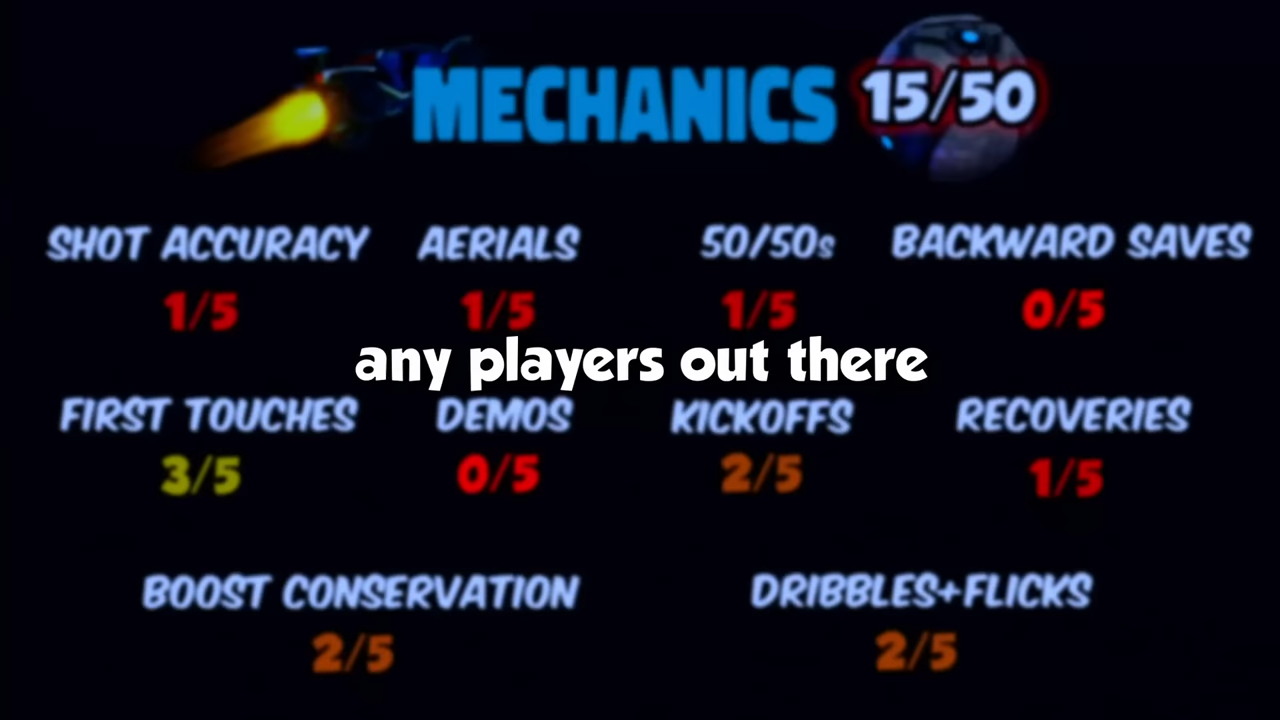 MECHANICS 15/50
SHOT ACCURACY AERIALS 50/50s BACKWARD SAVES
1/5 1/5 1/5 0/5
any players out there
FIRST TOUCHES DEMOS KICKOFFS RECOVERIES
3/5 0/5 2/5 1/5
BOOST CONSERVATION DRIBBLES+FLICKS
2/5 2/5